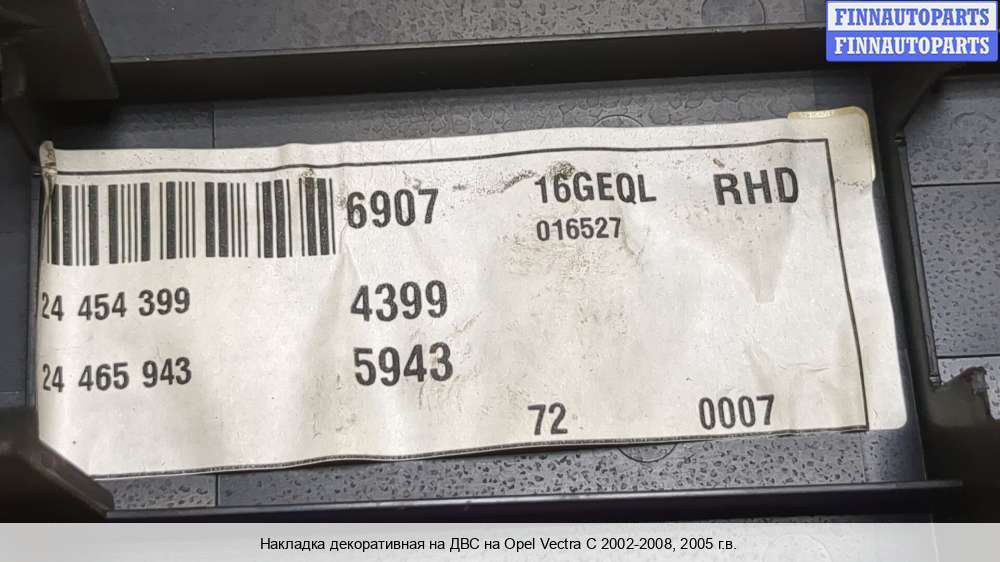 FINNAUTOPARTS
FINNAUTOPARTS
6907 16GEQL RHD
016527
24 454 399 4399
24 465 943 5943
72 0007
Накладка декоративная на ДВС на Opel Vectra C 2002-2008, 2005 г.в.